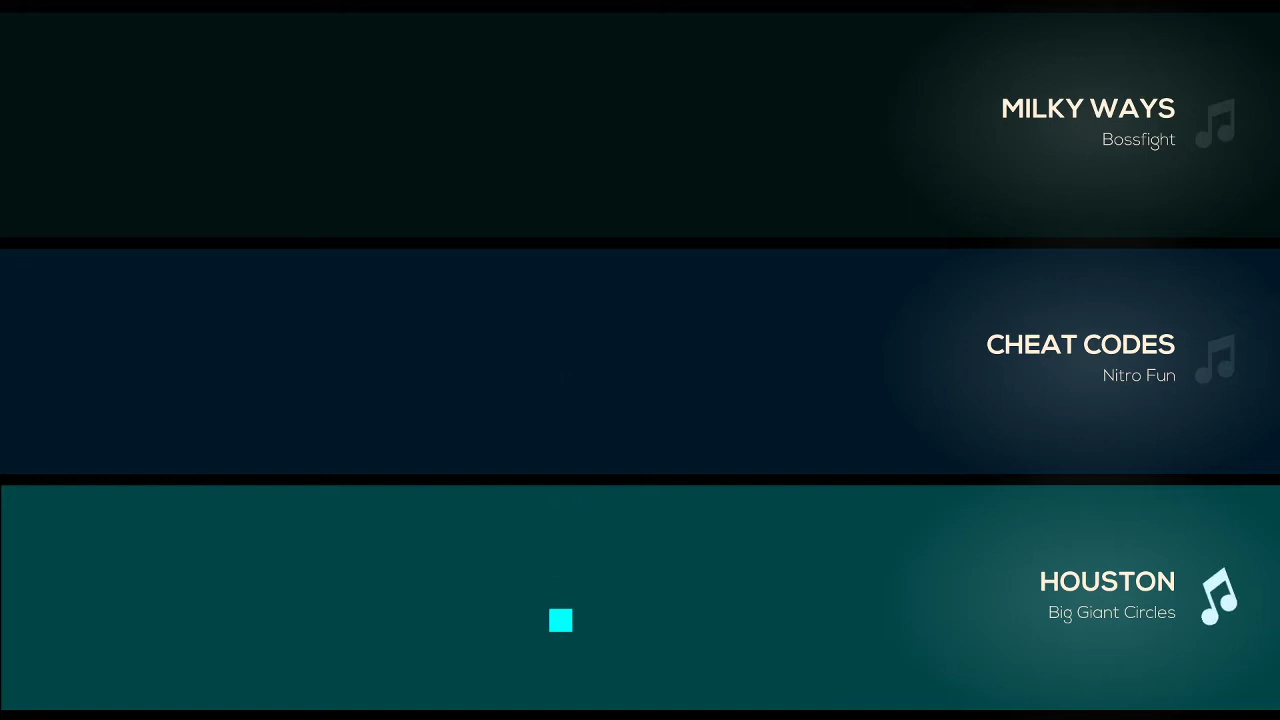 MILKY WAYS
Bossfight
CHEAT CODES
Nitro Fun
HOUSTON
Big Giant Circles